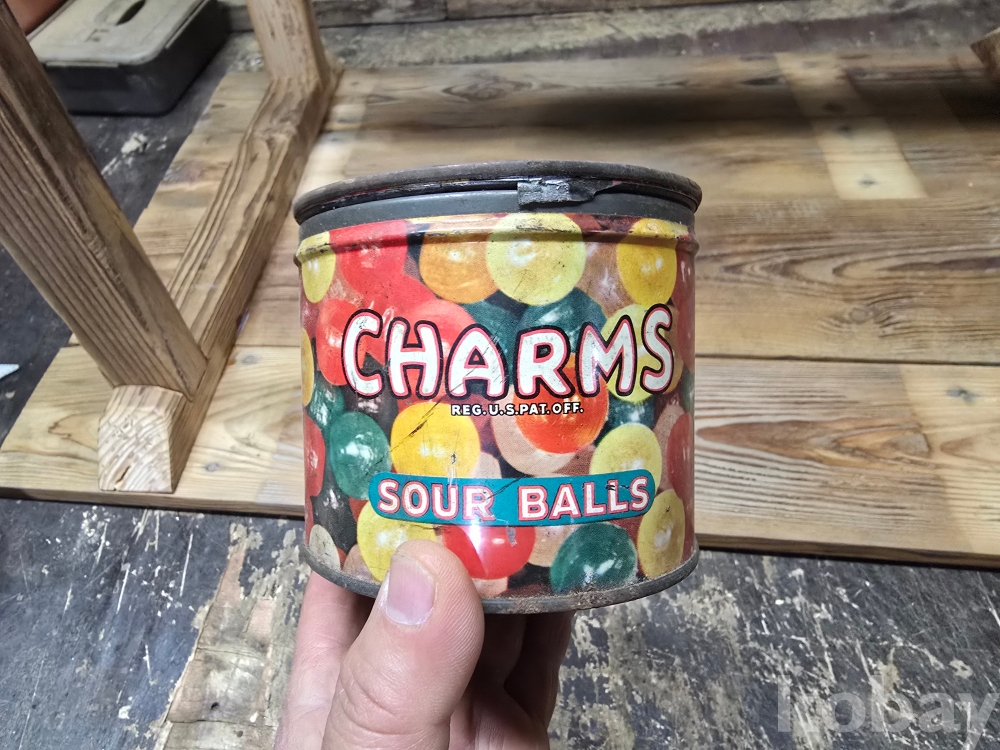 CHARMS
REG. U.S. PAT. OFF.
SOUR BALLS